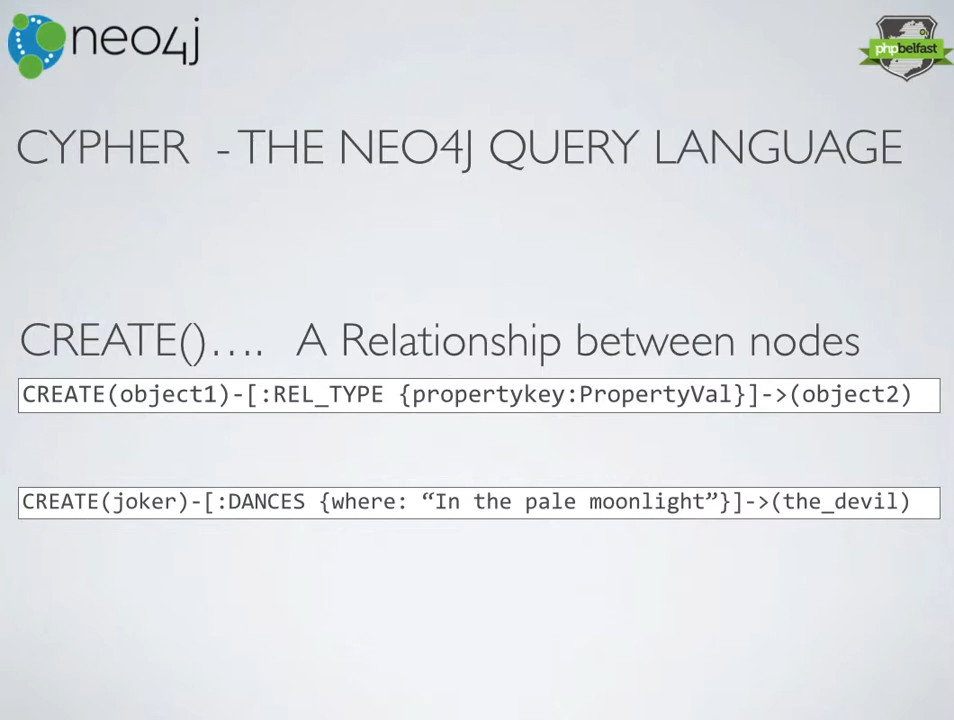 neo4j
phpbelfast
CYPHER - THE NEO4J QUERY LANGUAGE
CREATE()…. A Relationship between nodes
CREATE(object1)-[:REL_TYPE {propertykey:PropertyVal}]->(object2)
CREATE(joker)-[:DANCES {where: “In the pale moonlight”}]->(the_devil)